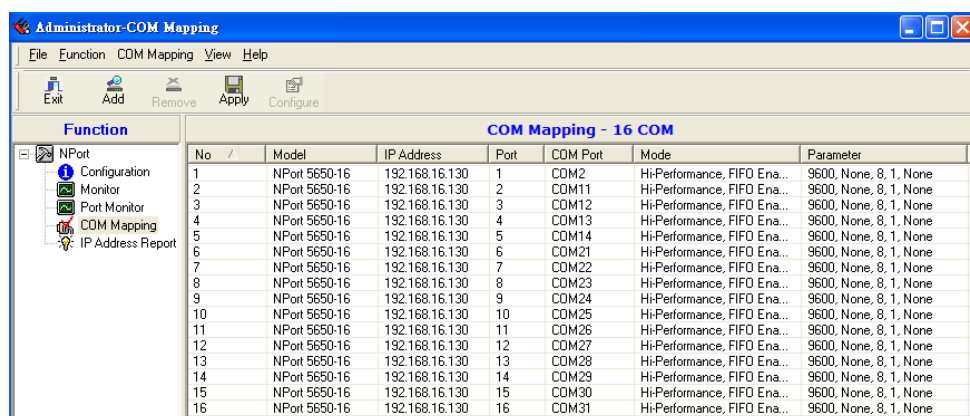 Administrator-COM Mapping
File Function COM Mapping View Help
Exit Add Remove Apply Configure
Function
COM Mapping - 16 COM
NPort
Configuration
Monitor
Port Monitor
COM Mapping
IP Address Report
No Model IP Address Port COM Port Mode Parameter
1 NPort 5650-16 192.168.16.130 1 COM2 Hi-Performance, FIFO Ena... 9600, None, 8, 1, None
2 NPort 5650-16 192.168.16.130 2 COM11 Hi-Performance, FIFO Ena... 9600, None, 8, 1, None
3 NPort 5650-16 192.168.16.130 3 COM12 Hi-Performance, FIFO Ena... 9600, None, 8, 1, None
4 NPort 5650-16 192.168.16.130 4 COM13 Hi-Performance, FIFO Ena... 9600, None, 8, 1, None
5 NPort 5650-16 192.168.16.130 5 COM14 Hi-Performance, FIFO Ena... 9600, None, 8, 1, None
6 NPort 5650-16 192.168.16.130 6 COM21 Hi-Performance, FIFO Ena... 9600, None, 8, 1, None
7 NPort 5650-16 192.168.16.130 7 COM22 Hi-Performance, FIFO Ena... 9600, None, 8, 1, None
8 NPort 5650-16 192.168.16.130 8 COM23 Hi-Performance, FIFO Ena... 9600, None, 8, 1, None
9 NPort 5650-16 192.168.16.130 9 COM24 Hi-Performance, FIFO Ena... 9600, None, 8, 1, None
10 NPort 5650-16 192.168.16.130 10 COM25 Hi-Performance, FIFO Ena... 9600, None, 8, 1, None
11 NPort 5650-16 192.168.16.130 11 COM26 Hi-Performance, FIFO Ena... 9600, None, 8, 1, None
12 NPort 5650-16 192.168.16.130 12 COM27 Hi-Performance, FIFO Ena... 9600, None, 8, 1, None
13 NPort 5650-16 192.168.16.130 13 COM28 Hi-Performance, FIFO Ena... 9600, None, 8, 1, None
14 NPort 5650-16 192.168.16.130 14 COM29 Hi-Performance, FIFO Ena... 9600, None, 8, 1, None
15 NPort 5650-16 192.168.16.130 15 COM30 Hi-Performance, FIFO Ena... 9600, None, 8, 1, None
16 NPort 5650-16 192.168.16.130 16 COM31 Hi-Performance, FIFO Ena... 9600, None, 8, 1, None